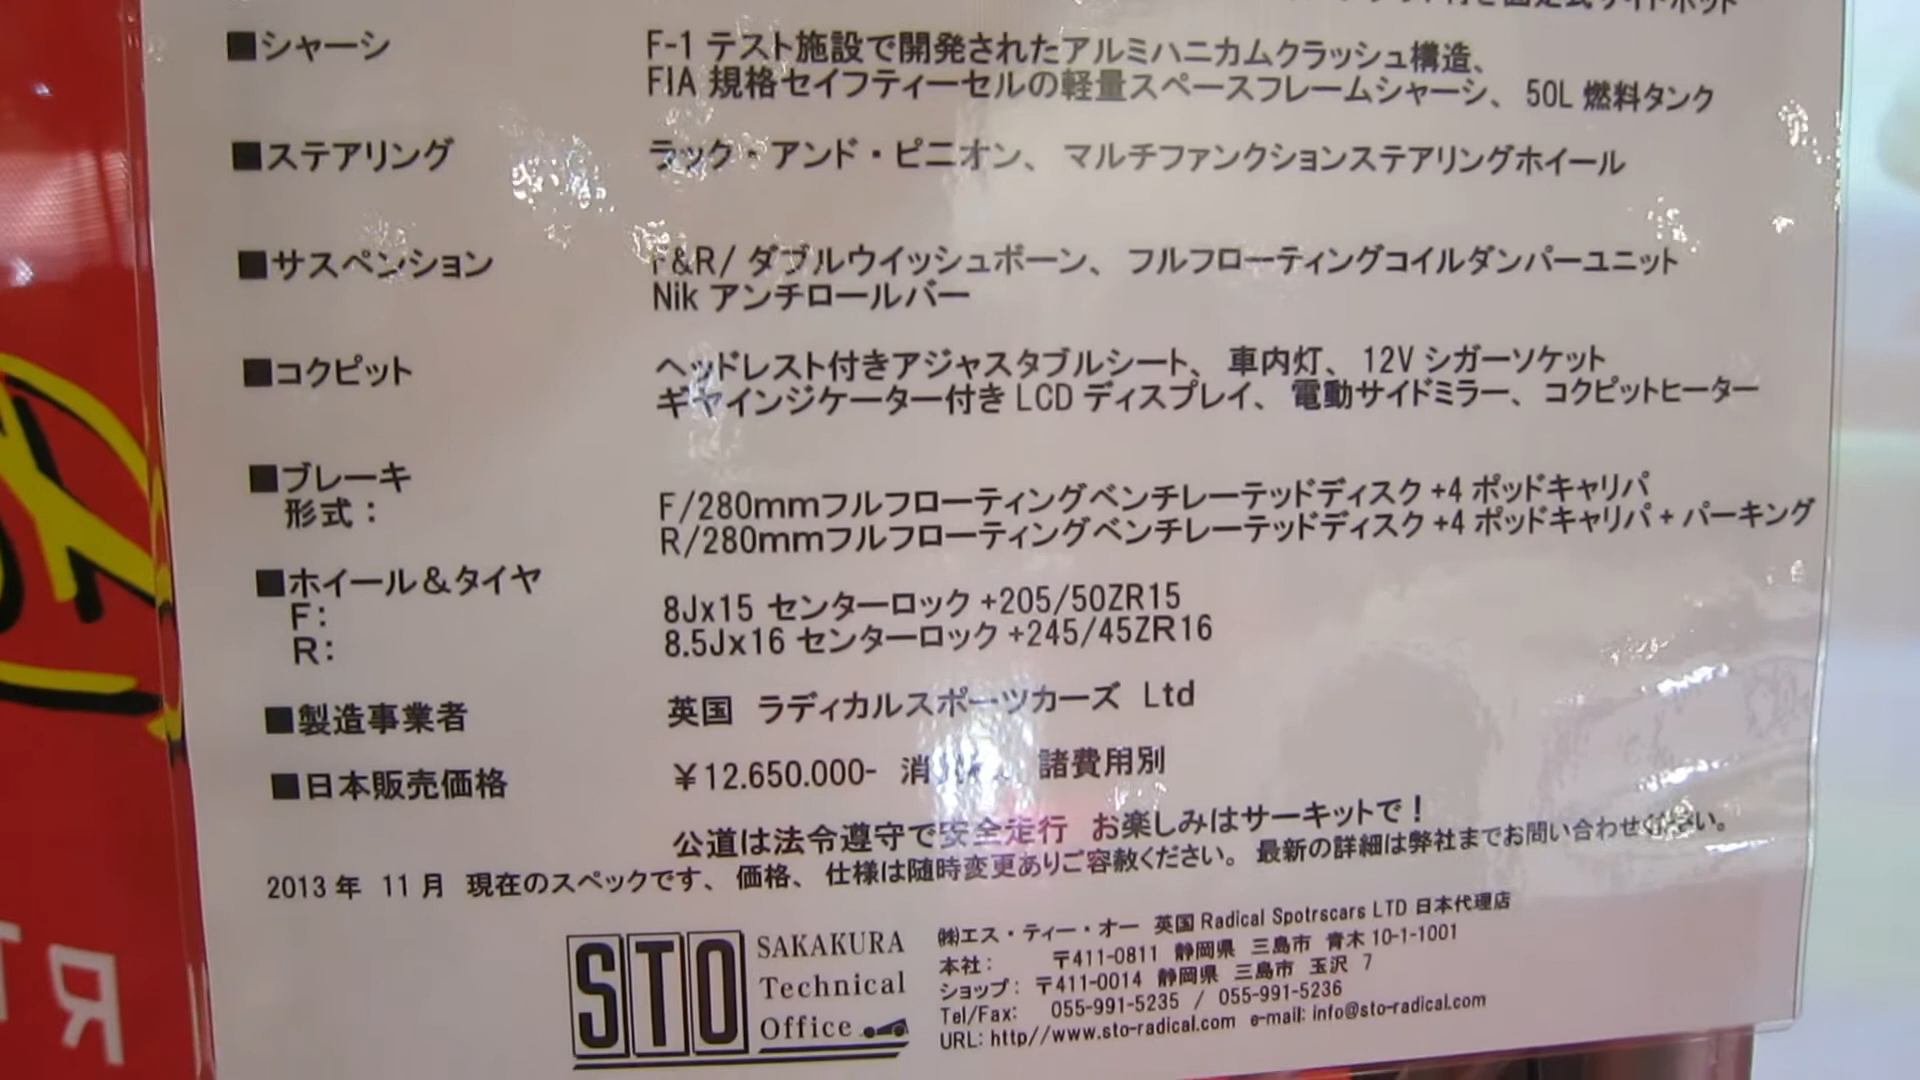 ■シャーシ
F-1 テスト施設で開発されたアルミハニカムクラッシュ構造、
FIA 規格セイフティーセルの軽量スペースフレームシャーシ、50L 燃料タンク
■ステアリング
ラック・アンド・ピニオン、マルチファンクションステアリングホイール
■サスペンション
F&R/ ダブルウイッシュボーン、フルフローティングコイルダンパーユニット
Nik アンチロールバー
■コクピット
ヘッドレスト付きアジャスタブルシート、車内灯、12V シガーソケット
ギヤインジケーター付き LCD ディスプレイ、電動サイドミラー、コクピットヒーター
■ブレーキ
形式：
F/280mmフルフローティングベンチレーテッドディスク +4 ポッドキャリパ
R/280mmフルフローティングベンチレーテッドディスク +4 ポッドキャリパ + パーキング
■ホイール＆タイヤ
F: 8Jx15 センターロック +205/50ZR15
R: 8.5Jx16 センターロック +245/45ZR16
■製造事業者 英国 ラディカルスポーツカーズ Ltd
■日本販売価格 ￥12.650.000- 諸費用別
公道は法令遵守で安全走行 お楽しみはサーキットで！
2013 年 11 月 現在のスペックです、価格、仕様は随時変更ありご容赦ください。最新の詳細は弊社までお問い合わせください。
STO
SAKAKURA
Technical
Office
㈱エス・ティー・オー 英国 Radical Spotrscars LTD 日本代理店
本社： 〒411-0811 静岡県 三島市 青木 10-1-1001
ショップ： 〒411-0014 静岡県 三島市 玉沢 7
Tel/Fax: 055-991-5235 / 055-991-5236
URL: http//www.sto-radical.com e-mail: info@sto-radical.com
R